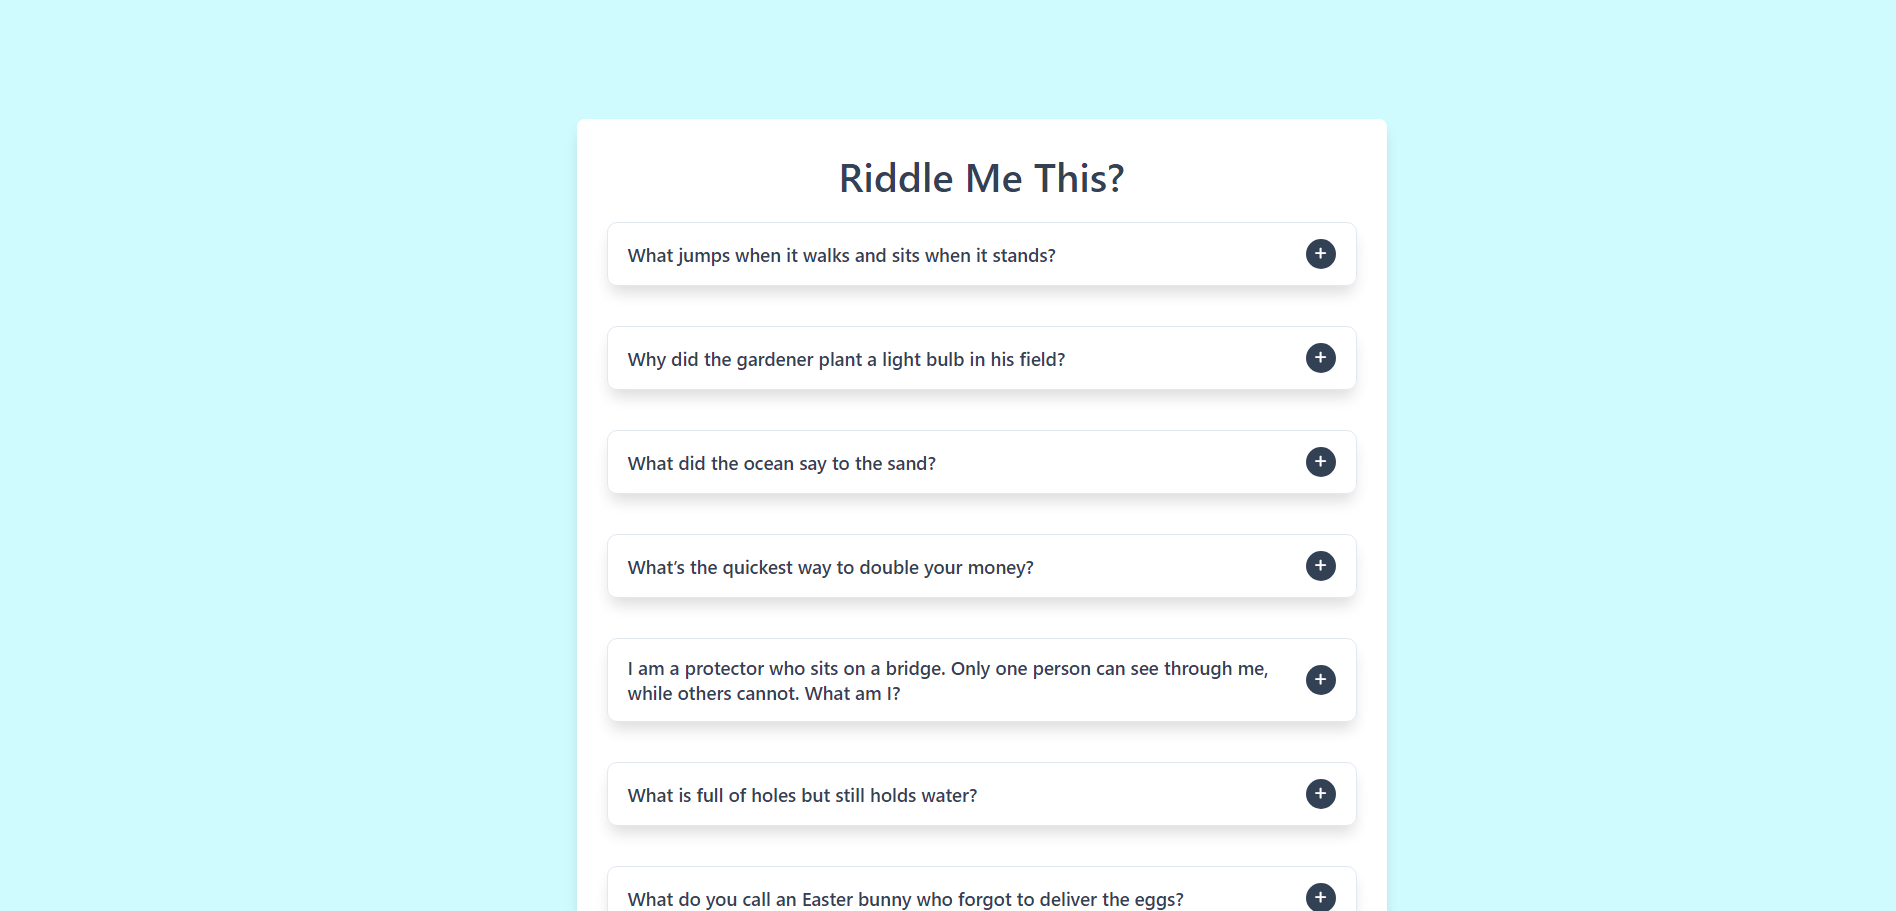 Riddle Me This?
What jumps when it walks and sits when it stands?
Why did the gardener plant a light bulb in his field?
What did the ocean say to the sand?
What’s the quickest way to double your money?
I am a protector who sits on a bridge. Only one person can see through me,
while others cannot. What am I?
What is full of holes but still holds water?
What do you call an Easter bunny who forgot to deliver the eggs?